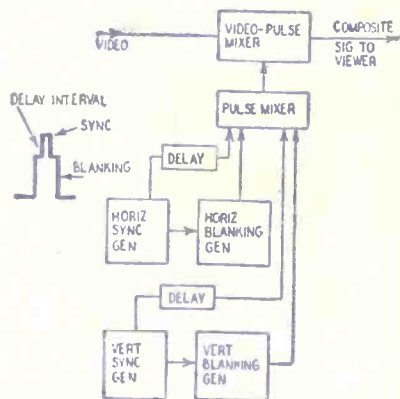 VIDEO
VIDEO-PULSE
MIXER
COMPOSITE
SIG TO
VIEWER
PULSE MIXER
DELAY INTERVAL
SYNC
BLANKING
DELAY
HORIZ
SYNC
GEN
HORIZ
BLANKING
GEN
DELAY
VERT
SYNC
GEN
VERT
BLANKING
GEN